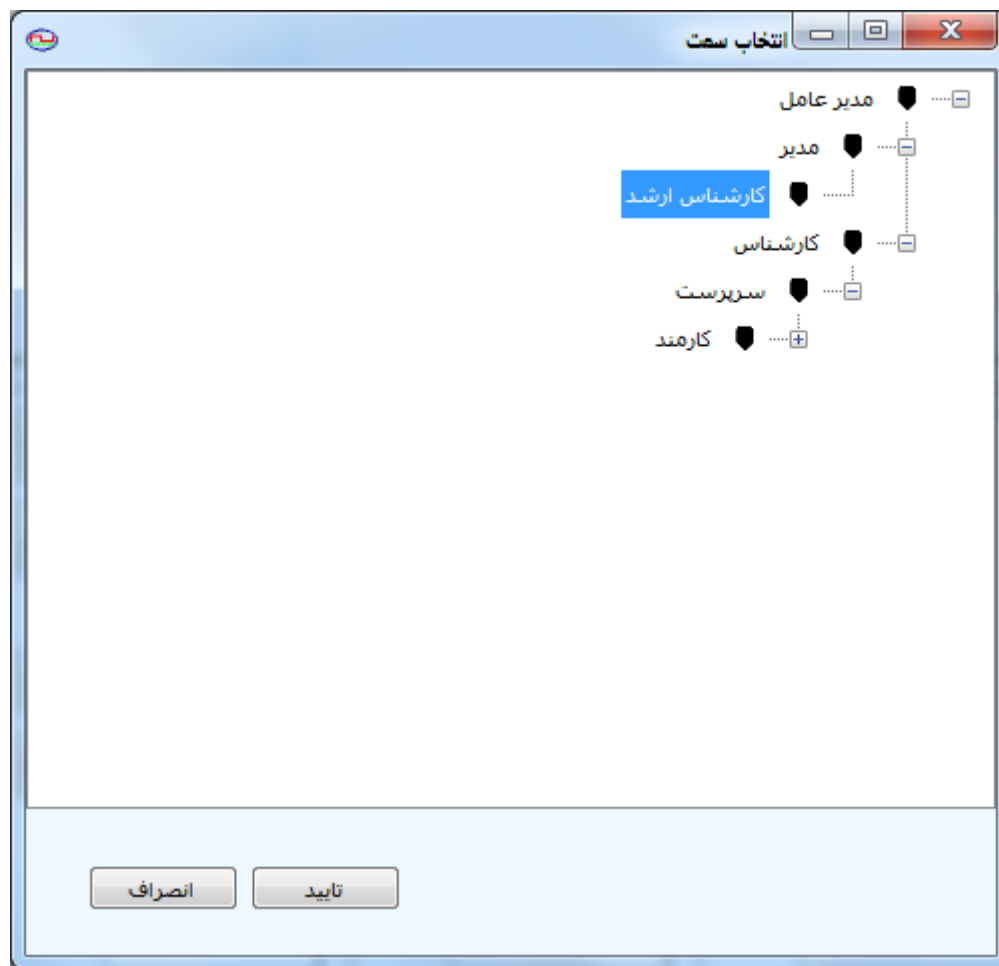 انتخاب سمت
مدیر عامل
مدیر
کارشناس ارشد
کارشناس
سرپرست
کارمند
تایید
انصراف